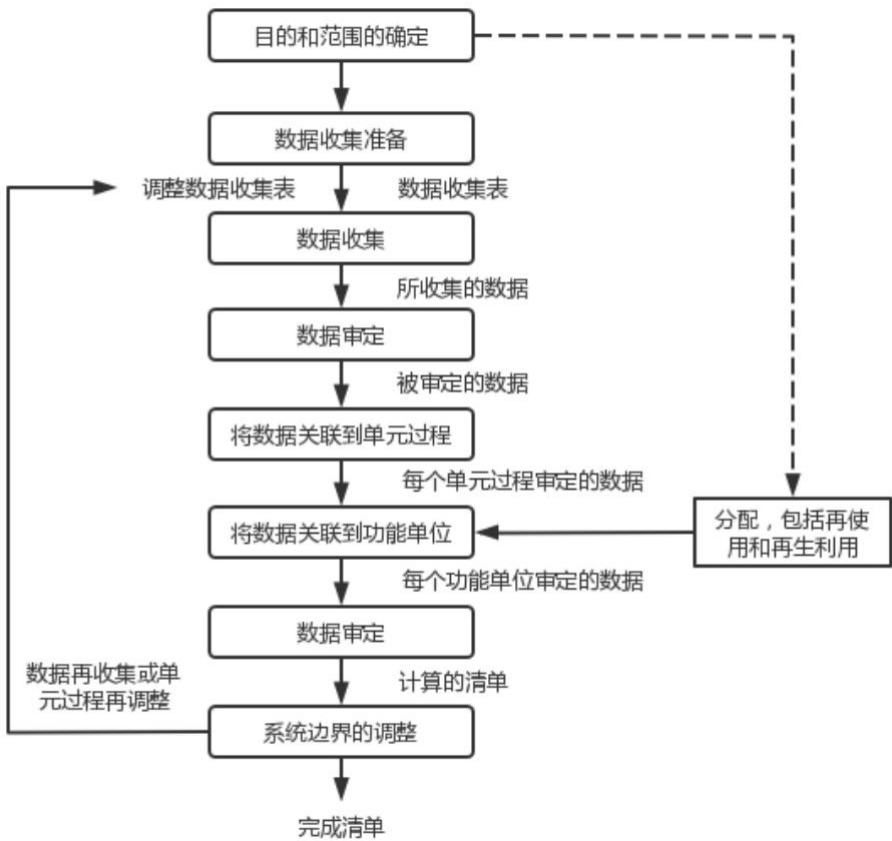 目的和范围的确定
数据收集准备
调整数据收集表
数据收集表
数据收集
所收集的数据
数据审定
被审定的数据
将数据关联到单元过程
每个单元过程审定的数据
分配，包括再使
用和再生利用
将数据关联到功能单位
每个功能单位审定的数据
数据审定
计算的清单
数据再收集或单
元过程再调整
系统边界的调整
完成清单